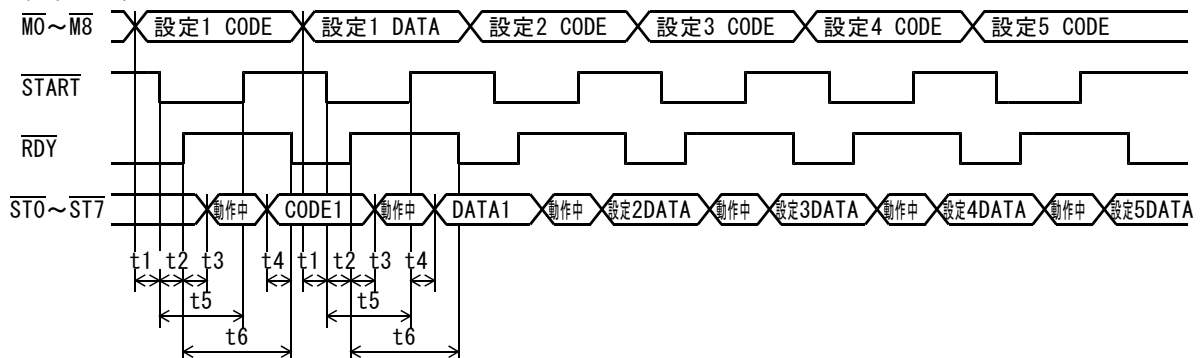 M0～M8 設定1 CODE 設定1 DATA 設定2 CODE 設定3 CODE 設定4 CODE 設定5 CODE
START
RDY
ST0～ST7 動作中 CODE1 動作中 DATA1 動作中 設定2DATA 動作中 設定3DATA 動作中 設定4DATA 動作中 設定5DATA
t1 t2 t3 t4 t1 t2 t3 t4
t5 t5
t6 t6